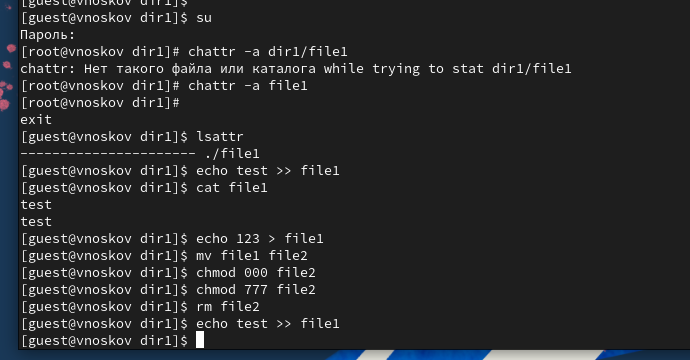 [guest@vnoskov dir1]$
[guest@vnoskov dir1]$ su
Пароль:
[root@vnoskov dir1]# chattr -a dir1/file1
chattr: Нет такого файла или каталога while trying to stat dir1/file1
[root@vnoskov dir1]# chattr -a file1
[root@vnoskov dir1]#
exit
[guest@vnoskov dir1]$ lsattr
---------------------- ./file1
[guest@vnoskov dir1]$ echo test >> file1
[guest@vnoskov dir1]$ cat file1
test
test
[guest@vnoskov dir1]$ echo 123 > file1
[guest@vnoskov dir1]$ mv file1 file2
[guest@vnoskov dir1]$ chmod 000 file2
[guest@vnoskov dir1]$ chmod 777 file2
[guest@vnoskov dir1]$ rm file2
[guest@vnoskov dir1]$ echo test >> file1
[guest@vnoskov dir1]$